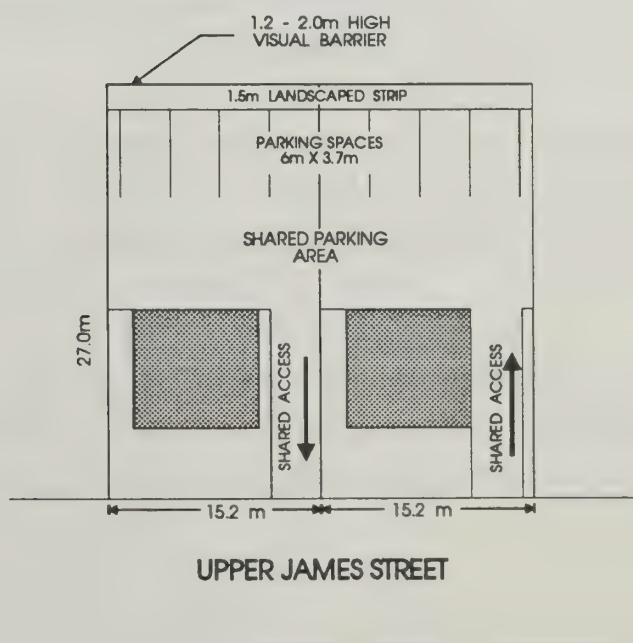 1.2 - 2.0m HIGH
VISUAL BARRIER
1.5m LANDSCAPED STRIP
PARKING SPACES
6m X 3.7m
SHARED PARKING
AREA
27.0m
SHARED ACCESS
SHARED ACCESS
15.2 m
15.2 m
UPPER JAMES STREET